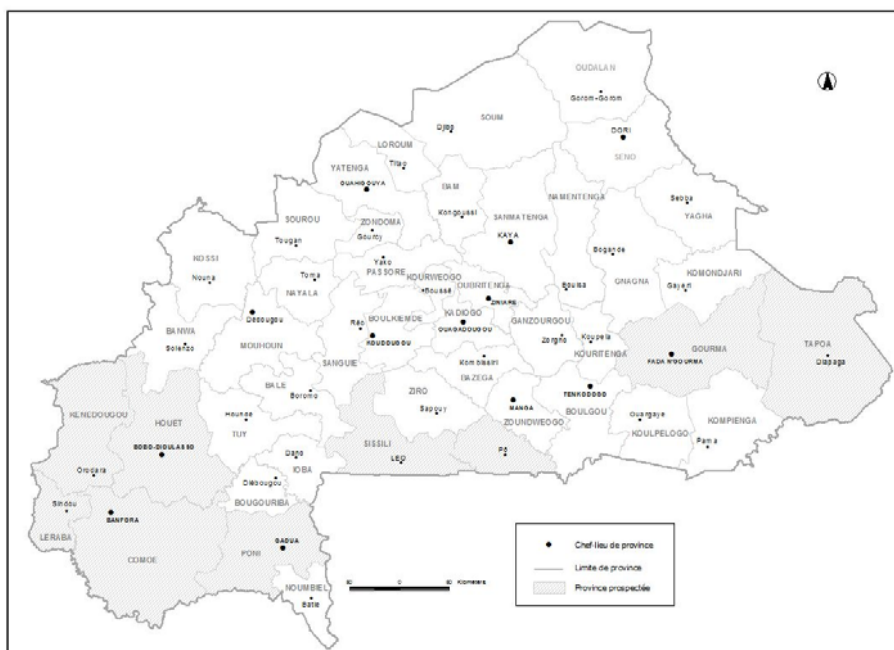 OUDALAN
Gorom-Gorom
SOUM
Djibo
DORI
SENO
LOROUM
Titao
YATENGA
OUAHIGOUYA
BAM
Kongoussi
NAMENTENGA
SANMATENGA
KAYA
Sebba
YAGHA
SOUROU
Tougan
ZONDOMA
Gourcy
KOSSI
Nouna
Yako
PASSORE
KOURWEOGO
Boussé
OUBRITENGA
ZINIARE
Bogande
GNAGNA
KOMONDJARI
Gayeri
Toma
NAYALA
Boulsa
Dedougou
BANWA
Solenzo
MOUHOUN
Réo
BOULKIEMDE
KOUDOUGOU
KADIOGO
OUAGADOUGOU
GANZOURGOU
Zorgho
Koupela
KOURITENGA
GOURMA
FADA N'GOURMA
TAPOA
Diapaga
SANGUIE
Kombissiri
BAZEGA
BALE
Boromo
ZIRO
Sapouy
MANGA
ZOUNDWEOGO
TENKODOGO
BOULGOU
Ouargaye
KOULPELOGO
KOMPIENGA
Pama
KENEDOUGOU
HOUET
BOBO-DIOULASSO
Houndé
TUY
SISSILI
LEO
Pô
Orodara
Dano
IOBA
Diébougou
BOUGOURIBA
Sindou
BANFORA
LERABA
COMOE
PONI
GAOUA
NOUMBIEL
Batié
Kilometers
Chef-lieu de province
Limite de province
Province prospectée